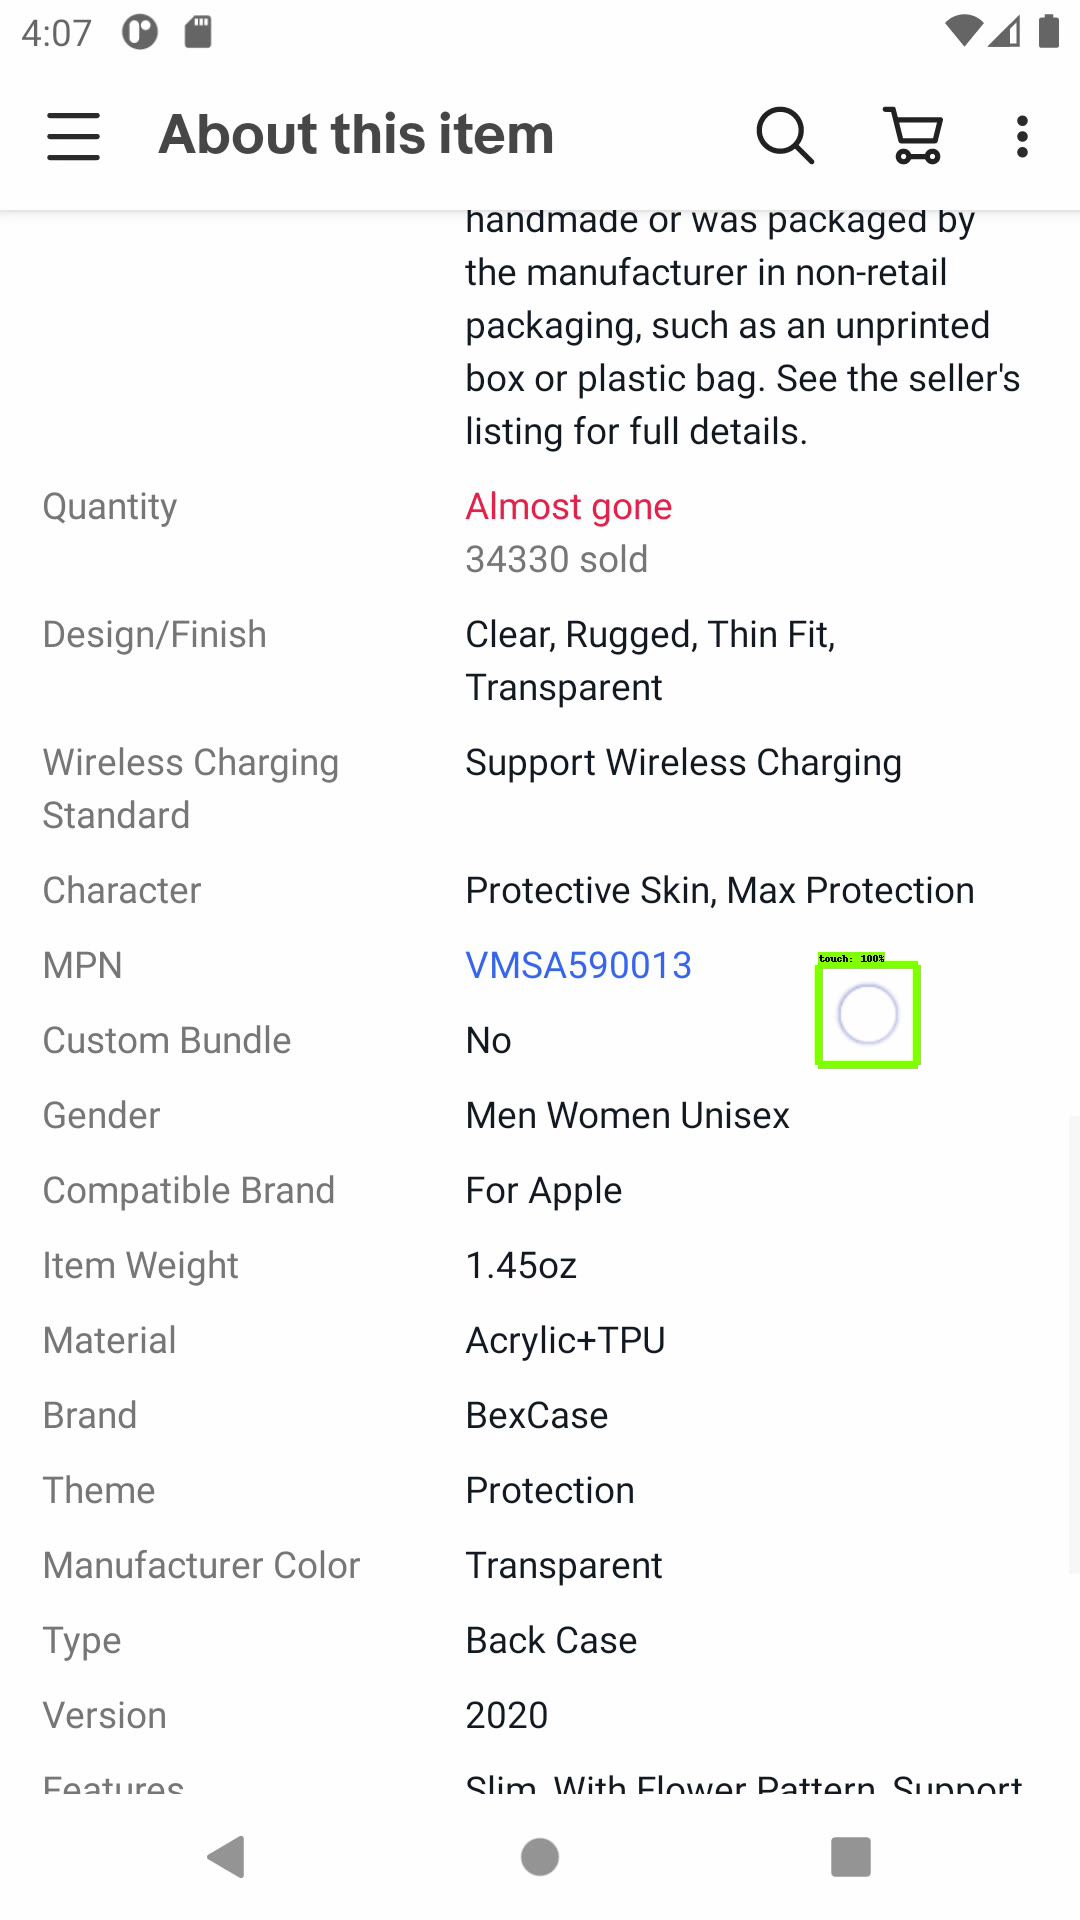 4:07
About this item
handmade or was packaged by
the manufacturer in non-retail
packaging, such as an unprinted
box or plastic bag. See the seller's
listing for full details.
Quantity Almost gone
34330 sold
Design/Finish Clear, Rugged, Thin Fit,
Transparent
Wireless Charging Support Wireless Charging
Standard
Character Protective Skin, Max Protection
MPN VMSA590013
touch: 100%
Custom Bundle No
Gender Men Women Unisex
Compatible Brand For Apple
Item Weight 1.45oz
Material Acrylic+TPU
Brand BexCase
Theme Protection
Manufacturer Color Transparent
Type Back Case
Version 2020
Features Slim, With Flower Pattern, Support